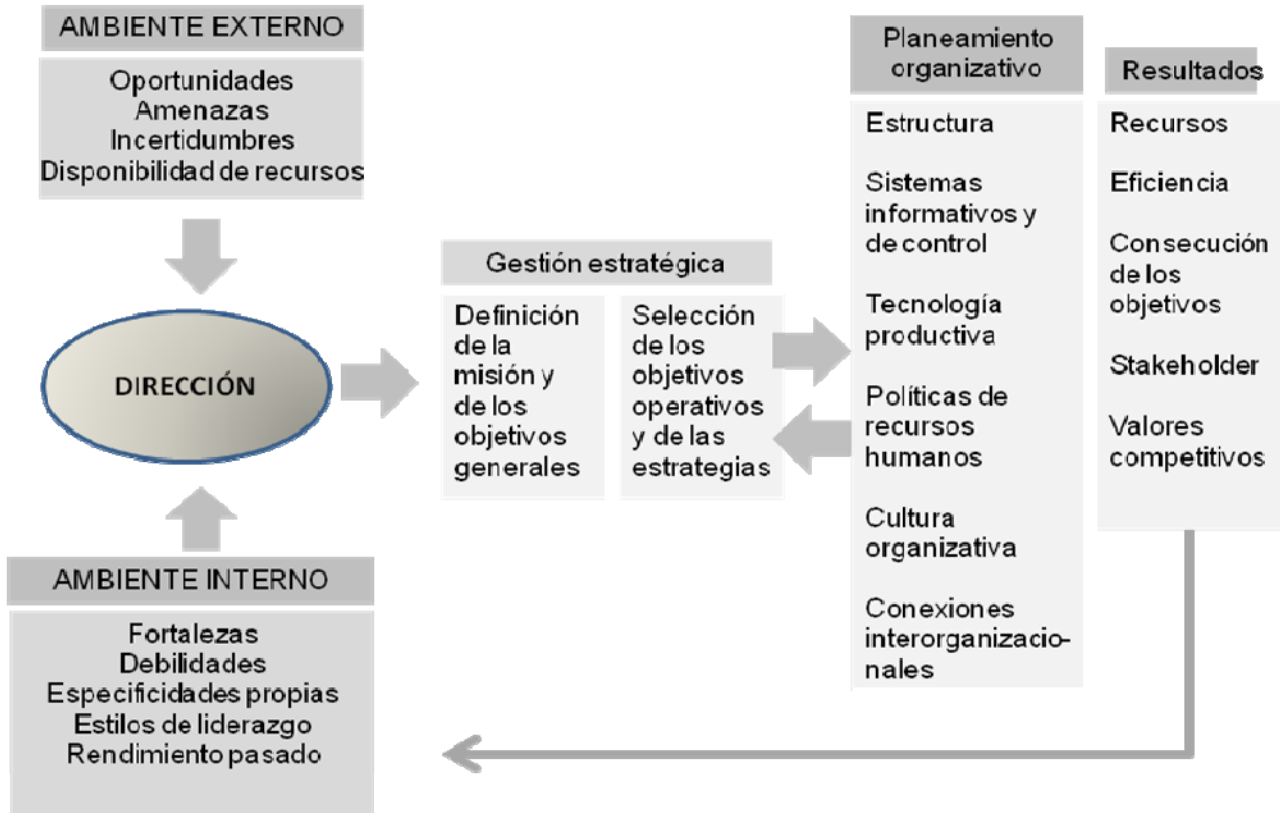 AMBIENTE EXTERNO
Oportunidades
Amenazas
Incertidumbres
Disponibilidad de recursos
DIRECCIÓN
AMBIENTE INTERNO
Fortalezas
Debilidades
Especificidades propias
Estilos de liderazgo
Rendimiento pasado
Gestión estratégica
Definición
de la
misión y
de los
objetivos
generales
Selección
de los
objetivos
operativos
y de las
estrategias
Planeamiento
organizativo
Estructura
Sistemas
informativos y
de control
Tecnología
productiva
Políticas de
recursos
humanos
Cultura
organizativa
Conexiones
interorganizacio-
nales
Resultados
Recursos
Eficiencia
Consecución
de los
objetivos
Stakeholder
Valores
competitivos